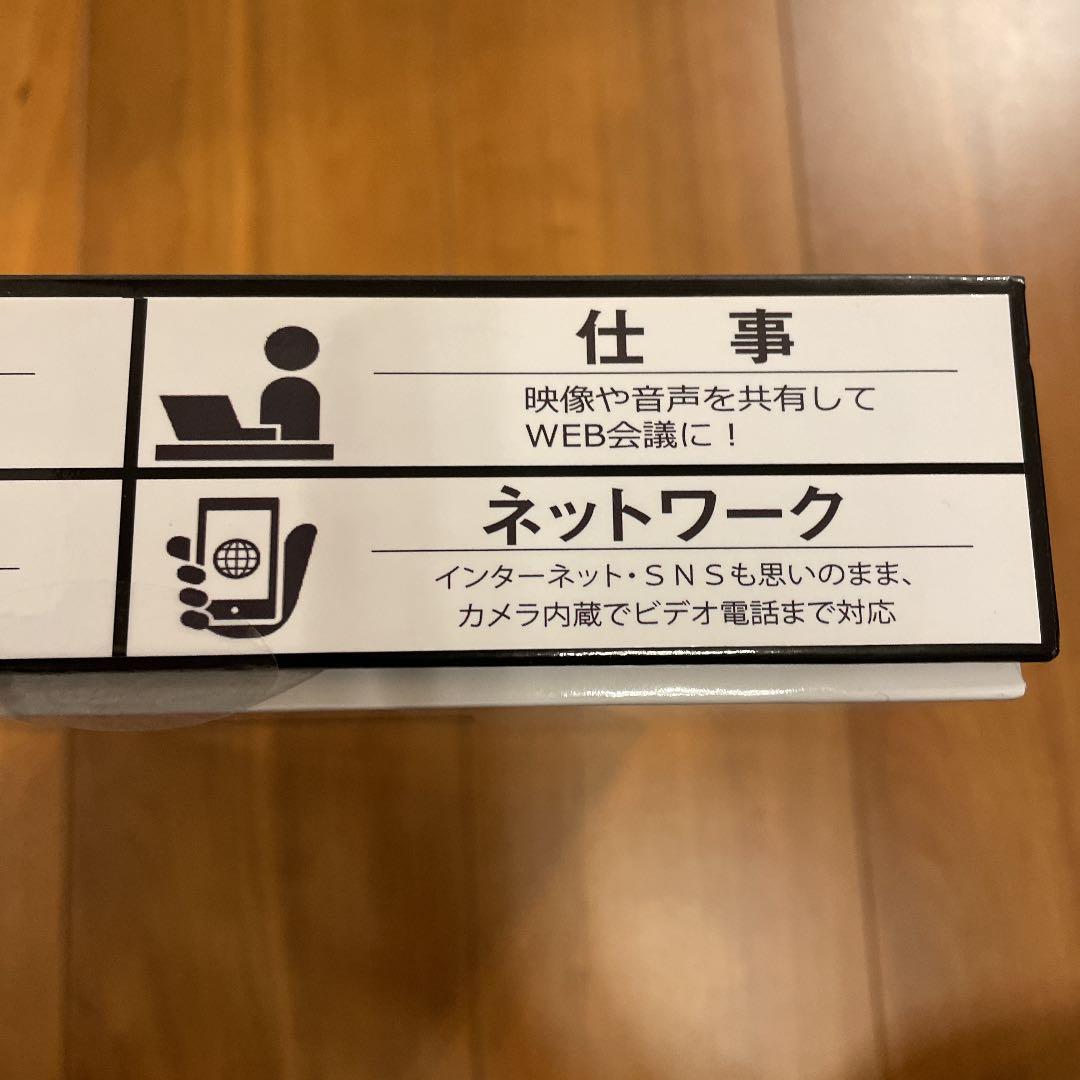 仕事
映像や音声を共有して
WEB会議に！
ネットワーク
インターネット・SNSも思いのまま、
カメラ内蔵でビデオ電話まで対応